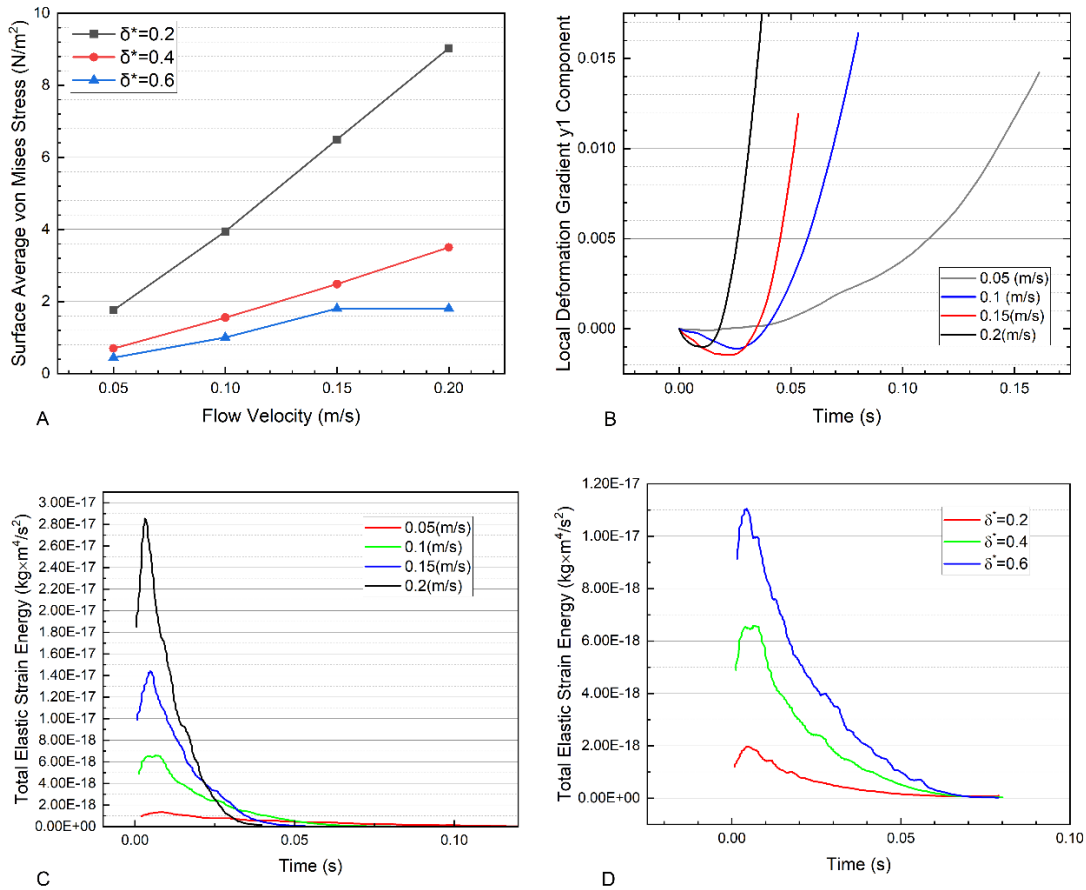 10
8
6
4
2
0
Surface Average von Mises Stress (N/m²)
δ*=0.2
δ*=0.4
δ*=0.6
0.05 0.10 0.15 0.20
Flow Velocity (m/s)
A
0.015
0.010
0.005
0.000
Local Deformation Gradient y1 Component
0.05 (m/s)
0.1 (m/s)
0.15(m/s)
0.2(m/s)
0.00 0.05 0.10 0.15
Time (s)
B
3.00E-17
2.80E-17
2.60E-17
2.40E-17
2.20E-17
2.00E-17
1.80E-17
1.60E-17
1.40E-17
1.20E-17
1.00E-17
8.00E-18
6.00E-18
4.00E-18
2.00E-18
0.00E+00
Total Elastic Strain Energy (kg×m⁴/s²)
0.05(m/s)
0.1(m/s)
0.15(m/s)
0.2(m/s)
0.00 0.05 0.10
Time (s)
C
1.20E-17
1.00E-17
8.00E-18
6.00E-18
4.00E-18
2.00E-18
0.00E+00
Total Elastic Strain Energy (kg×m⁴/s²)
δ*=0.2
δ*=0.4
δ*=0.6
0.00 0.05 0.10
Time (s)
D